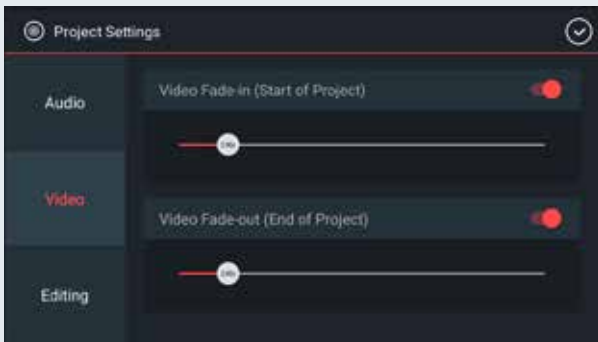 Project Settings
Audio
Video Fade-in (Start of Project)
Video
Video Fade-out (End of Project)
Editing